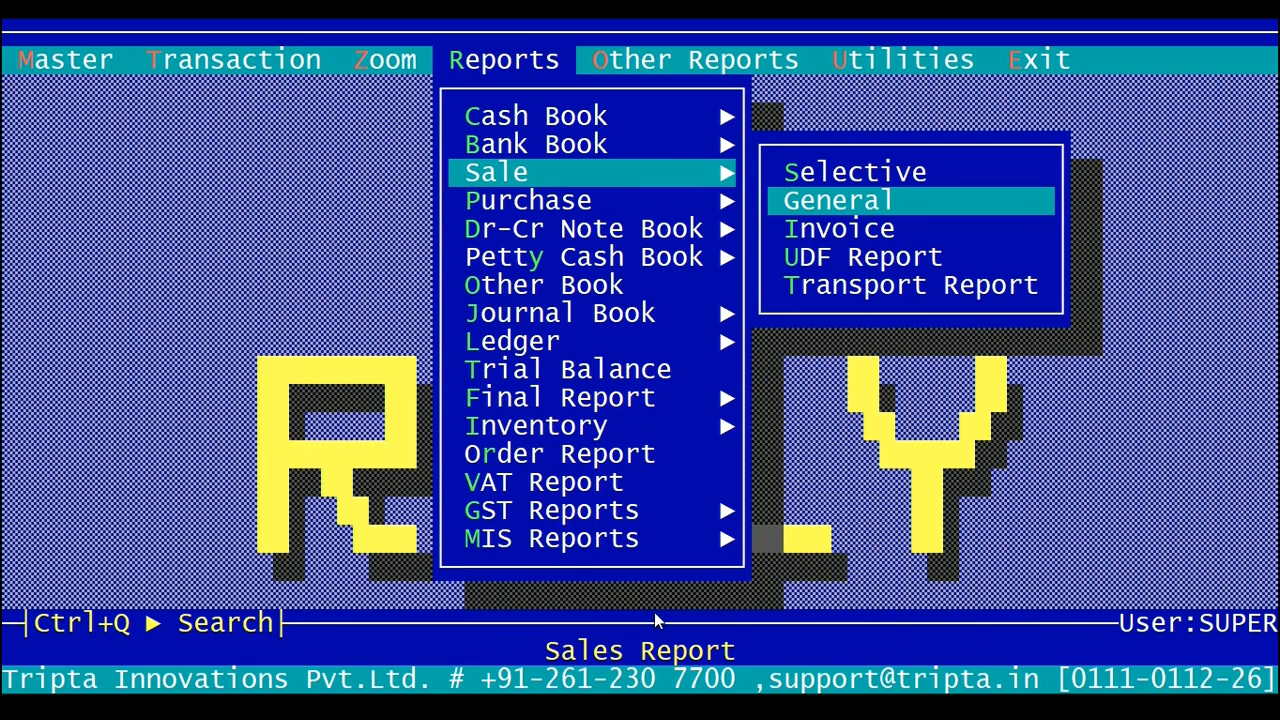 Master Transaction Zoom Reports Other Reports Utilities Exit
Cash Book ▶
Bank Book ▶
Sale ▶
Purchase ▶
Dr-Cr Note Book ▶
Petty Cash Book ▶
Other Book
Journal Book ▶
Ledger ▶
Trial Balance
Final Report ▶
Inventory ▶
Order Report
VAT Report
GST Reports ▶
MIS Reports ▶
Selective
General
Invoice
UDF Report
Transport Report
Ctrl+Q ▶ Search
User:SUPER
Sales Report
Tripta Innovations Pvt.Ltd. # +91-261-230 7700 ,support@tripta.in [0111-0112-26]